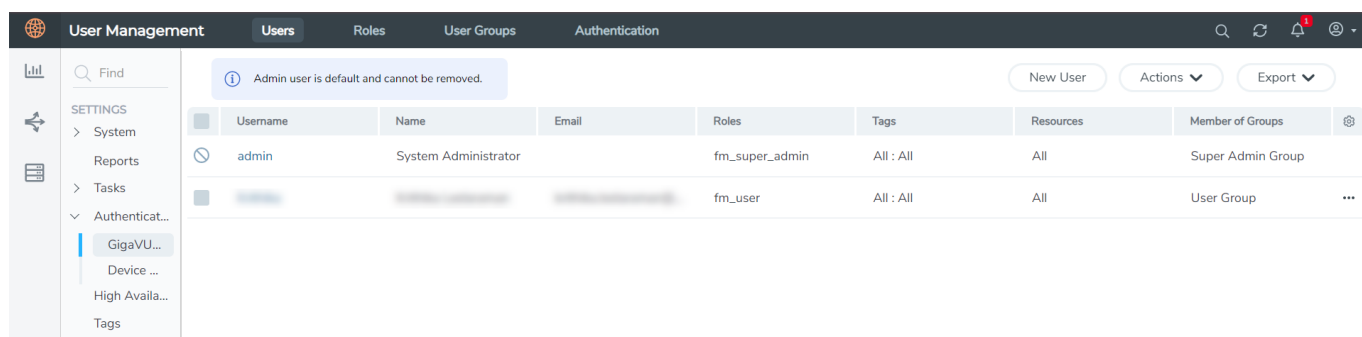 User Management Users Roles User Groups Authentication 1
Find
Admin user is default and cannot be removed. New User Actions Export
SETTINGS
System
Reports
Tasks
Authenticat...
GigaVU...
Device ...
High Availa...
Tags
Username Name Email Roles Tags Resources Member of Groups
admin System Administrator fm_super_admin All : All All Super Admin Group
fm_user All : All All User Group